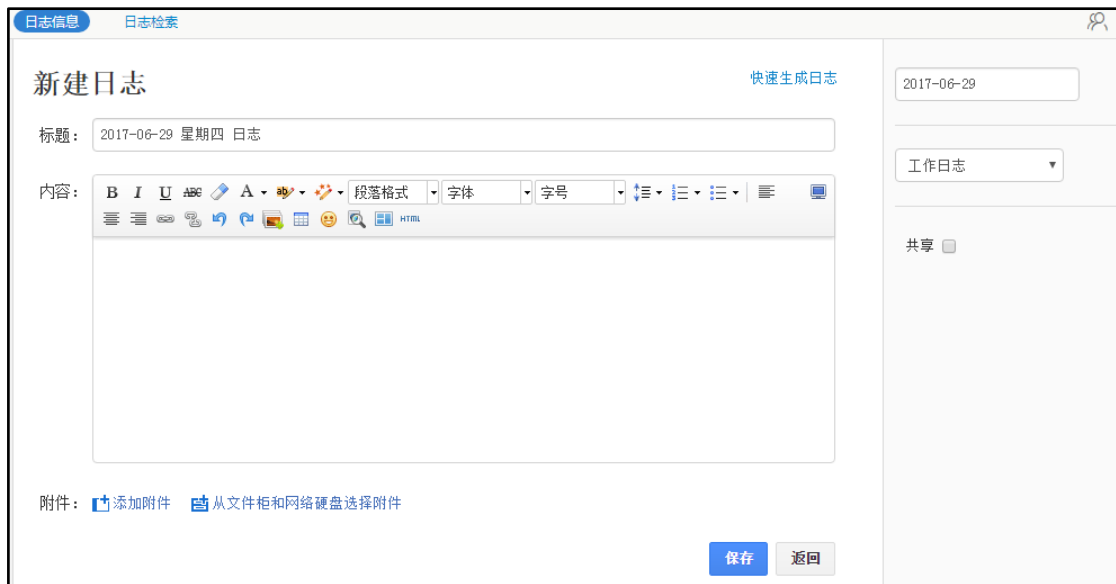 日志信息 日志检索
新建日志
快速生成日志
标题： 2017-06-29 星期四 日志
内容： B I U ABC A ab 段落格式 字体 字号
HTML
附件： 添加附件 从文件柜和网络硬盘选择附件
保存 返回
2017-06-29
工作日志
共享